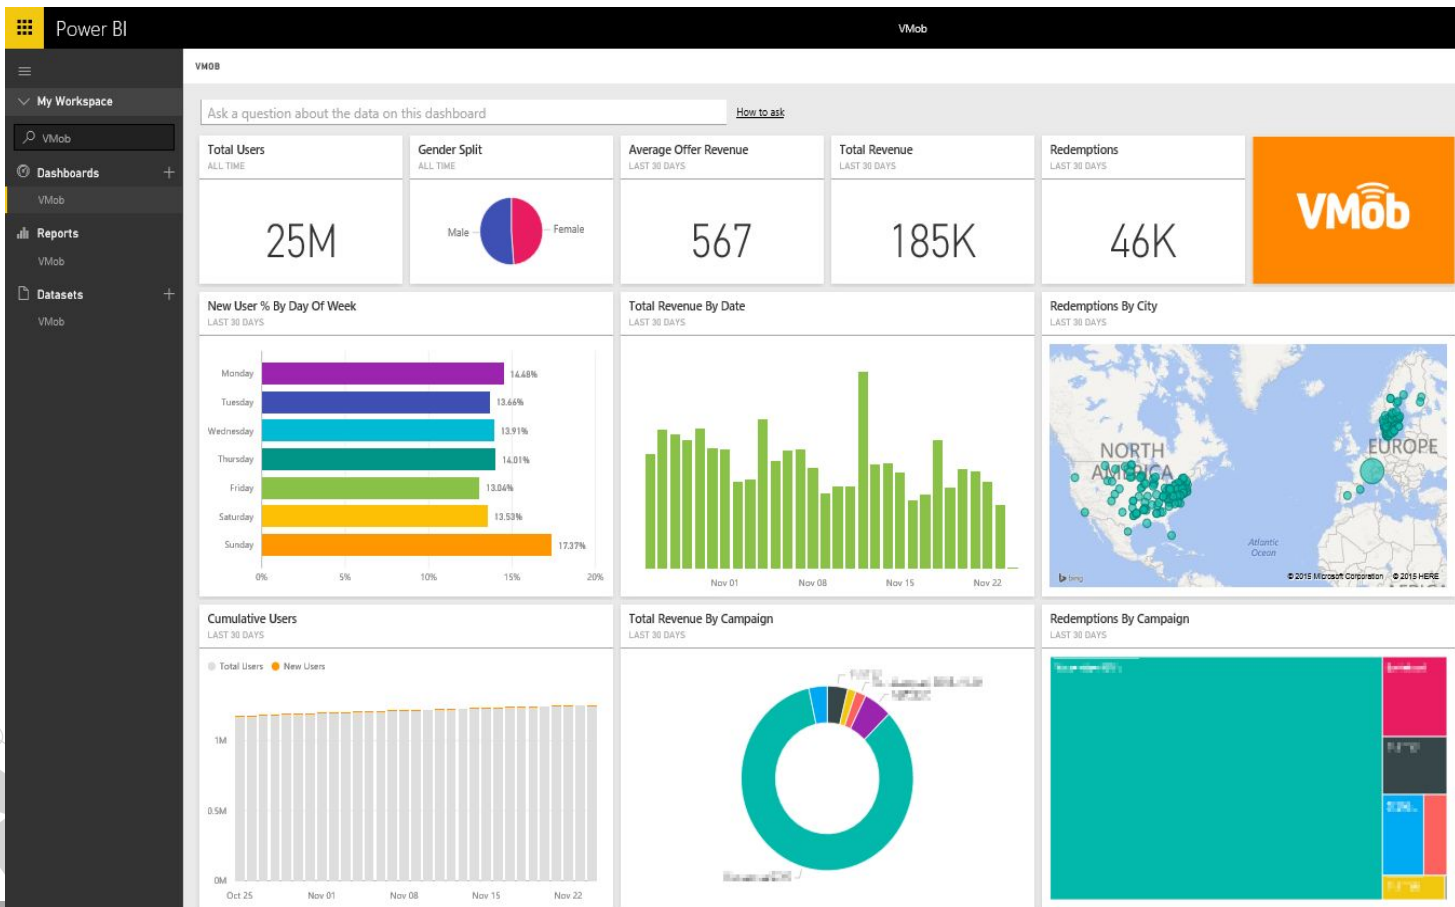 Power BI
VMob
My Workspace
VMob
Dashboards
VMob
Reports
VMob
Datasets
VMob
VMOB
Ask a question about the data on this dashboard
How to ask
Total Users
ALL TIME
25M
Gender Split
ALL TIME
Male
Female
Average Offer Revenue
LAST 30 DAYS
567
Total Revenue
LAST 30 DAYS
185K
Redemptions
LAST 30 DAYS
46K
VMob
New User % By Day Of Week
LAST 30 DAYS
Monday 14.48%
Tuesday 13.66%
Wednesday 13.91%
Thursday 14.01%
Friday 13.04%
Saturday 13.53%
Sunday 17.37%
0% 5% 10% 15% 20%
Total Revenue By Date
LAST 30 DAYS
Nov 01 Nov 08 Nov 15 Nov 22
Redemptions By City
LAST 30 DAYS
NORTH
AMERICA
EUROPE
Atlantic
Ocean
bing
© 2015 Microsoft Corporation © 2015 HERE
Cumulative Users
LAST 30 DAYS
Total Users New Users
1M
0.5M
0M
Oct 25 Nov 01 Nov 08 Nov 15 Nov 22
Total Revenue By Campaign
LAST 30 DAYS
Redemptions By Campaign
LAST 30 DAYS